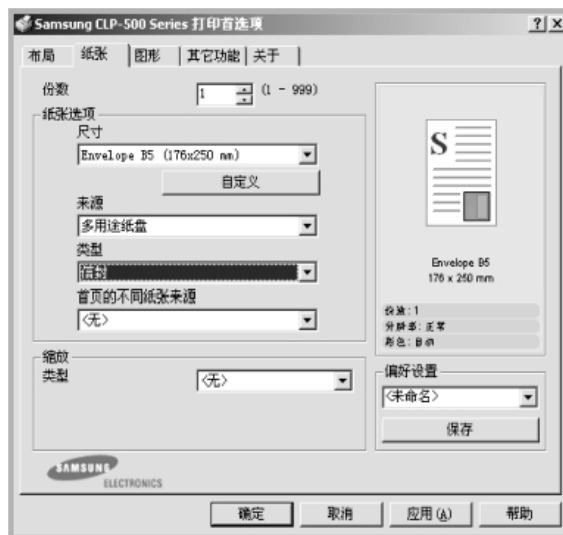 Samsung CLP-500 Series 打印首选项
布局 纸张 图形 其它功能 关于
份数 1 (1 - 999)
纸张选项
尺寸
Envelope B5 (176x250 mm)
自定义
来源
多用途纸盘
类型
信封
首页的不同纸张来源
<无>
缩放
类型 <无>
S
Envelope B5
176 x 250 mm
份数: 1
分辨率: 正常
颜色: 自动
偏好设置
<未命名>
保存
SAMSUNG
ELECTRONICS
确定 取消 应用(A) 帮助